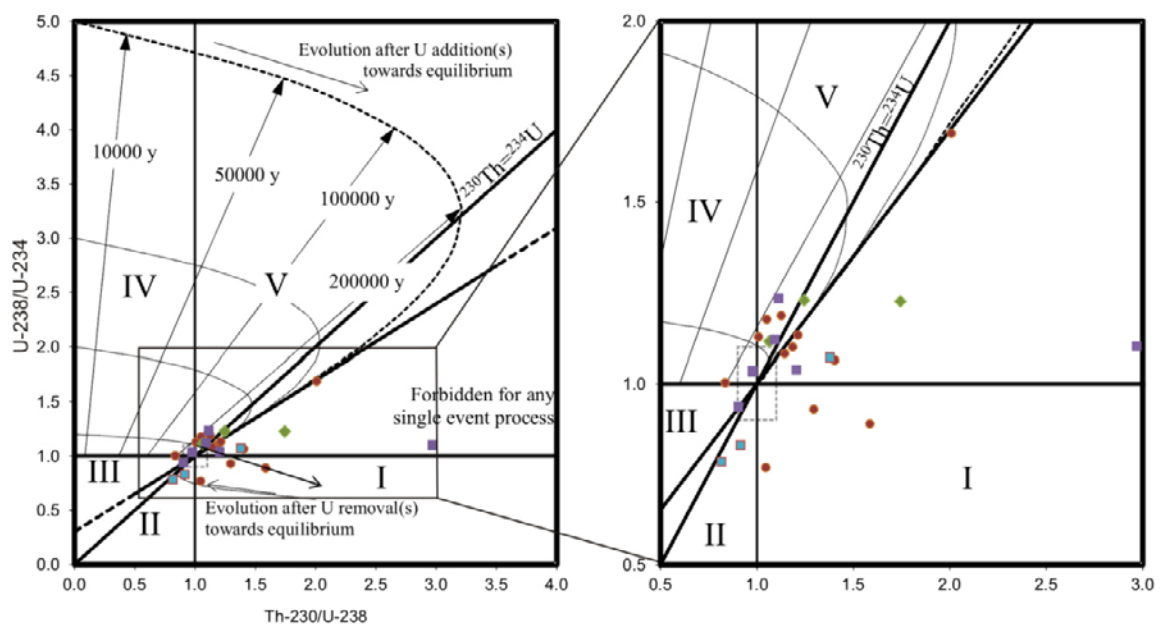 5.0
4.5
4.0
3.5
3.0
2.5
2.0
1.5
1.0
0.5
0.0
U-238/U-234
Evolution after U addition(s)
towards equilibrium
10000 y
50000 y
100000 y
200000 y
²³⁰Th=²³⁴U
IV
V
Forbidden for any
single event process
III
I
II
Evolution after U removal(s)
towards equilibrium
0.0 0.5 1.0 1.5 2.0 2.5 3.0 3.5 4.0
Th-230/U-238
2.0
1.5
1.0
0.5
V
²³⁰Th=²³⁴U
IV
III
I
II
0.5 1.0 1.5 2.0 2.5 3.0